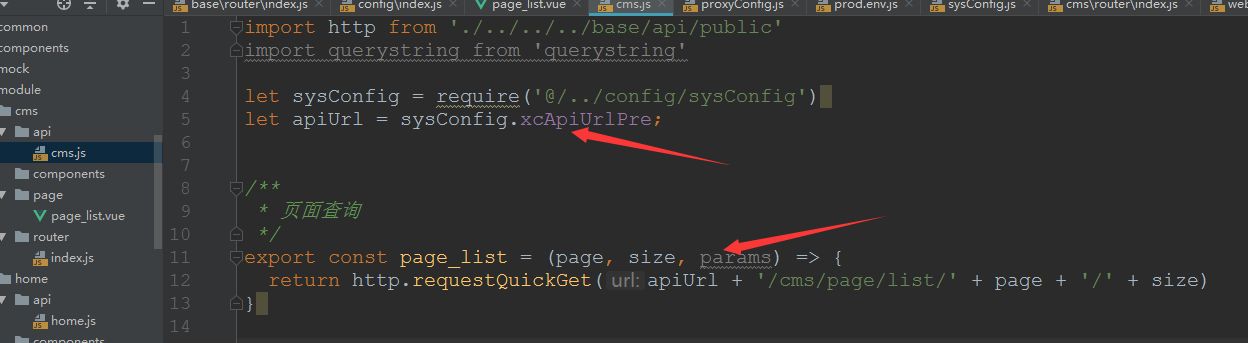 base\router\index.js × config\index.js × page_list.vue × cms.js × proxyConfig.js × prod.env.js × sysConfig.js × cms\router\index.js × we
common
components
mock
module
cms
api
cms.js
components
page
page_list.vue
router
index.js
home
api
home.js
components
1 import http from './../../../base/api/public'
2 import querystring from 'querystring'
3
4 let sysConfig = require('@/../config/sysConfig')
5 let apiUrl = sysConfig.xcApiUrlPre;
6
7
8 /**
9 * 页面查询
10 */
11 export const page_list = (page, size, params) => {
12 return http.requestQuickGet( url: apiUrl + '/cms/page/list/' + page + '/' + size)
13 }
14